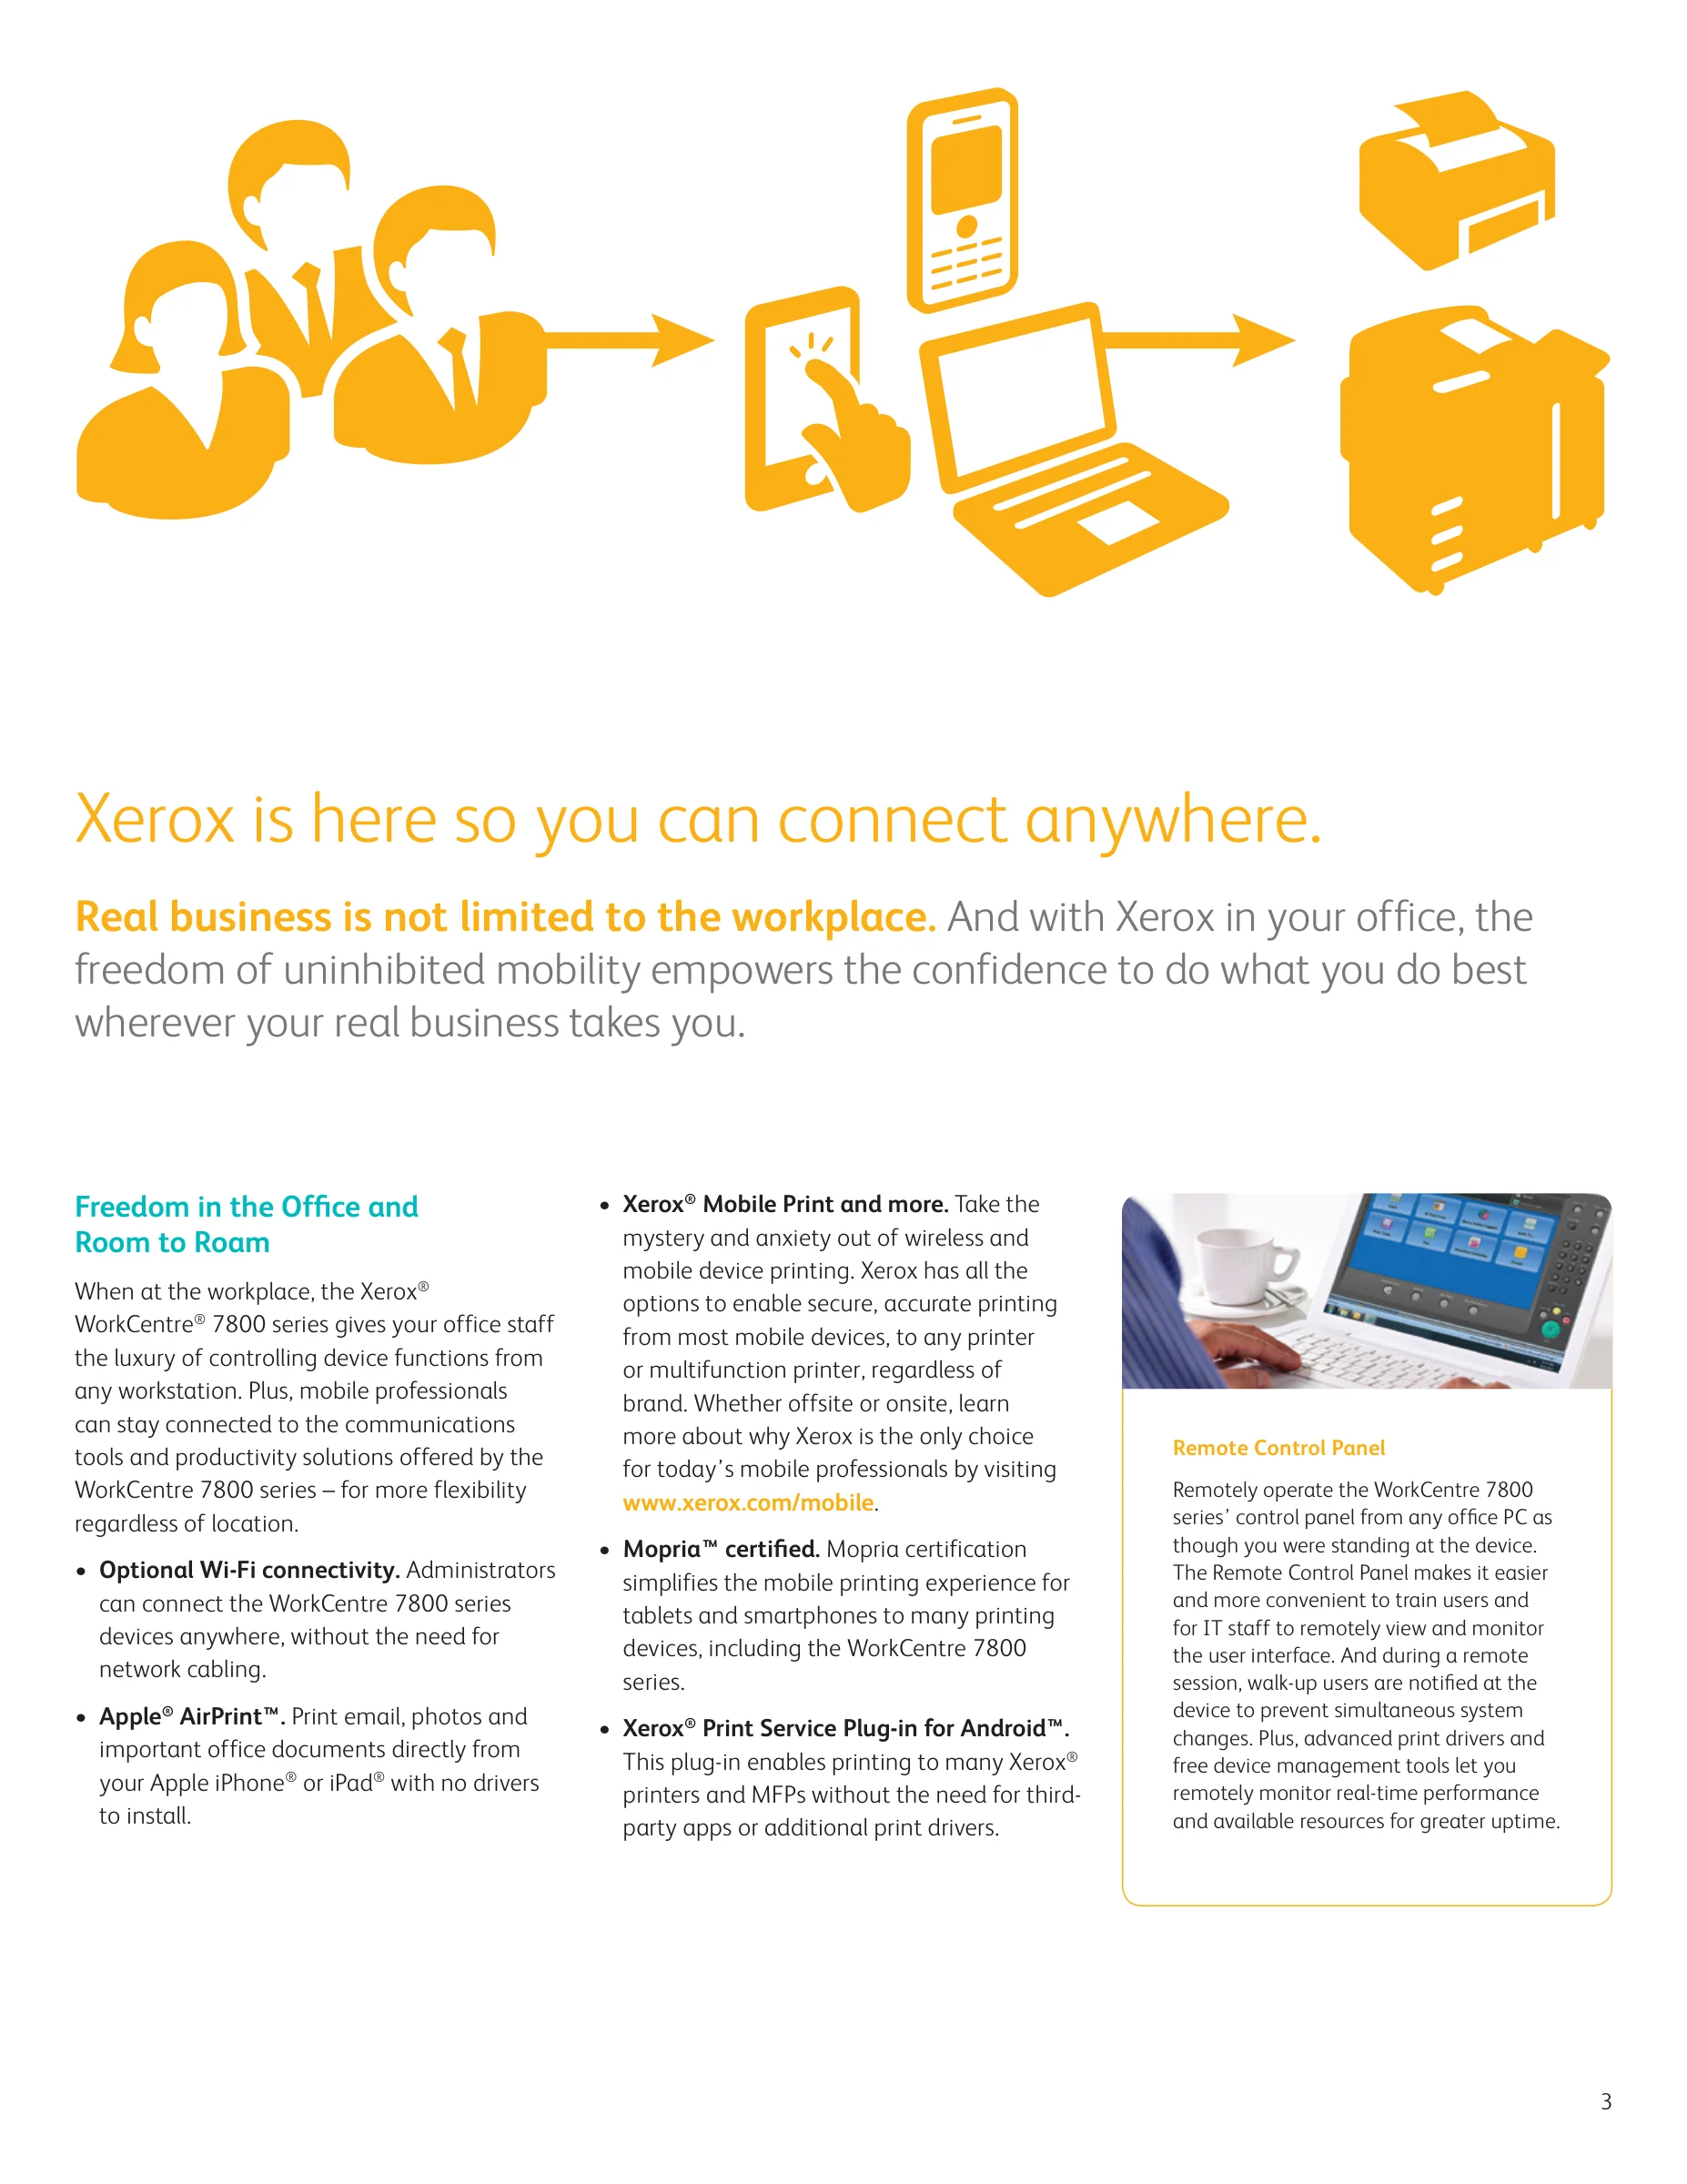 Xerox is here so you can connect anywhere.
Real business is not limited to the workplace. And with Xerox in your office, the
freedom of uninhibited mobility empowers the confidence to do what you do best
wherever your real business takes you.
Freedom in the Office and
Room to Roam
When at the workplace, the Xerox®
WorkCentre® 7800 series gives your office staff
the luxury of controlling device functions from
any workstation. Plus, mobile professionals
can stay connected to the communications
tools and productivity solutions offered by the
WorkCentre 7800 series – for more flexibility
regardless of location.
• Optional Wi-Fi connectivity. Administrators
can connect the WorkCentre 7800 series
devices anywhere, without the need for
network cabling.
• Apple® AirPrint™. Print email, photos and
important office documents directly from
your Apple iPhone® or iPad® with no drivers
to install.
• Xerox® Mobile Print and more. Take the
mystery and anxiety out of wireless and
mobile device printing. Xerox has all the
options to enable secure, accurate printing
from most mobile devices, to any printer
or multifunction printer, regardless of
brand. Whether offsite or onsite, learn
more about why Xerox is the only choice
for today’s mobile professionals by visiting
www.xerox.com/mobile.
• Mopria™ certified. Mopria certification
simplifies the mobile printing experience for
tablets and smartphones to many printing
devices, including the WorkCentre 7800
series.
• Xerox® Print Service Plug-in for Android™.
This plug-in enables printing to many Xerox®
printers and MFPs without the need for third-
party apps or additional print drivers.
Remote Control Panel
Remotely operate the WorkCentre 7800
series’ control panel from any office PC as
though you were standing at the device.
The Remote Control Panel makes it easier
and more convenient to train users and
for IT staff to remotely view and monitor
the user interface. And during a remote
session, walk-up users are notified at the
device to prevent simultaneous system
changes. Plus, advanced print drivers and
free device management tools let you
remotely monitor real-time performance
and available resources for greater uptime.
3